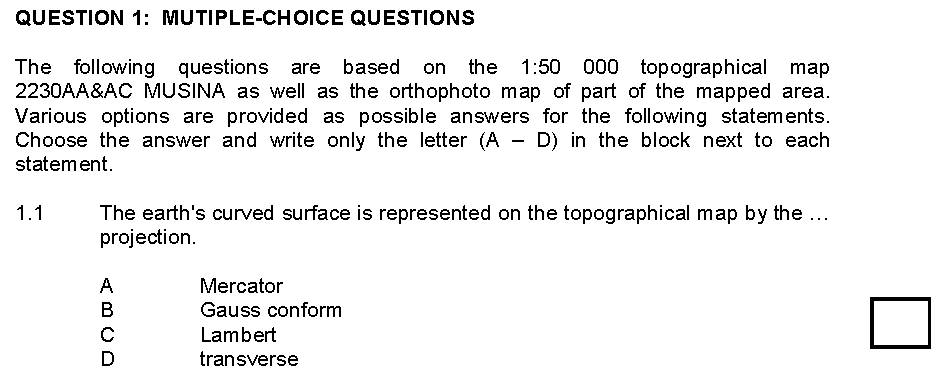 QUESTION 1: MUTIPLE-CHOICE QUESTIONS
The following questions are based on the 1:50 000 topographical map
2230AA&AC MUSINA as well as the orthophoto map of part of the mapped area.
Various options are provided as possible answers for the following statements.
Choose the answer and write only the letter (A – D) in the block next to each
statement.
1.1 The earth's curved surface is represented on the topographical map by the ...
projection.
A Mercator
B Gauss conform
C Lambert
D transverse